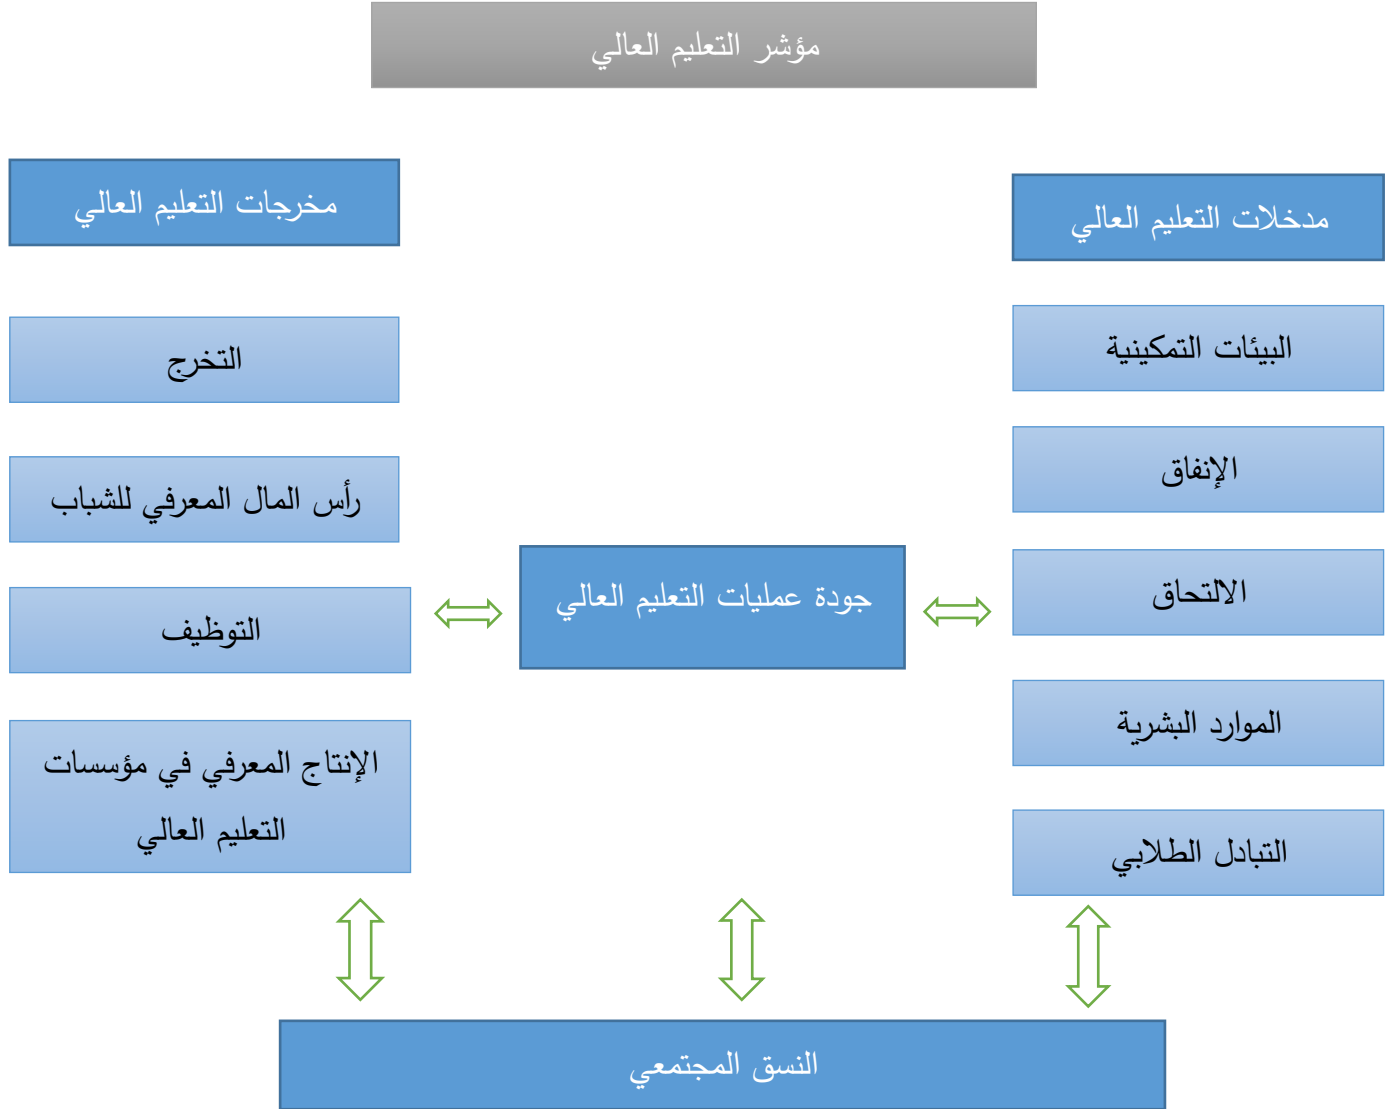 مؤشر التعليم العالي
مدخلات التعليم العالي
البيئات التمكينية
الإنفاق
الالتحاق
الموارد البشرية
التبادل الطلابي
جودة عمليات التعليم العالي
مخرجات التعليم العالي
التخرج
رأس المال المعرفي للشباب
التوظيف
الإنتاج المعرفي في مؤسسات
التعليم العالي
النسق المجتمعي